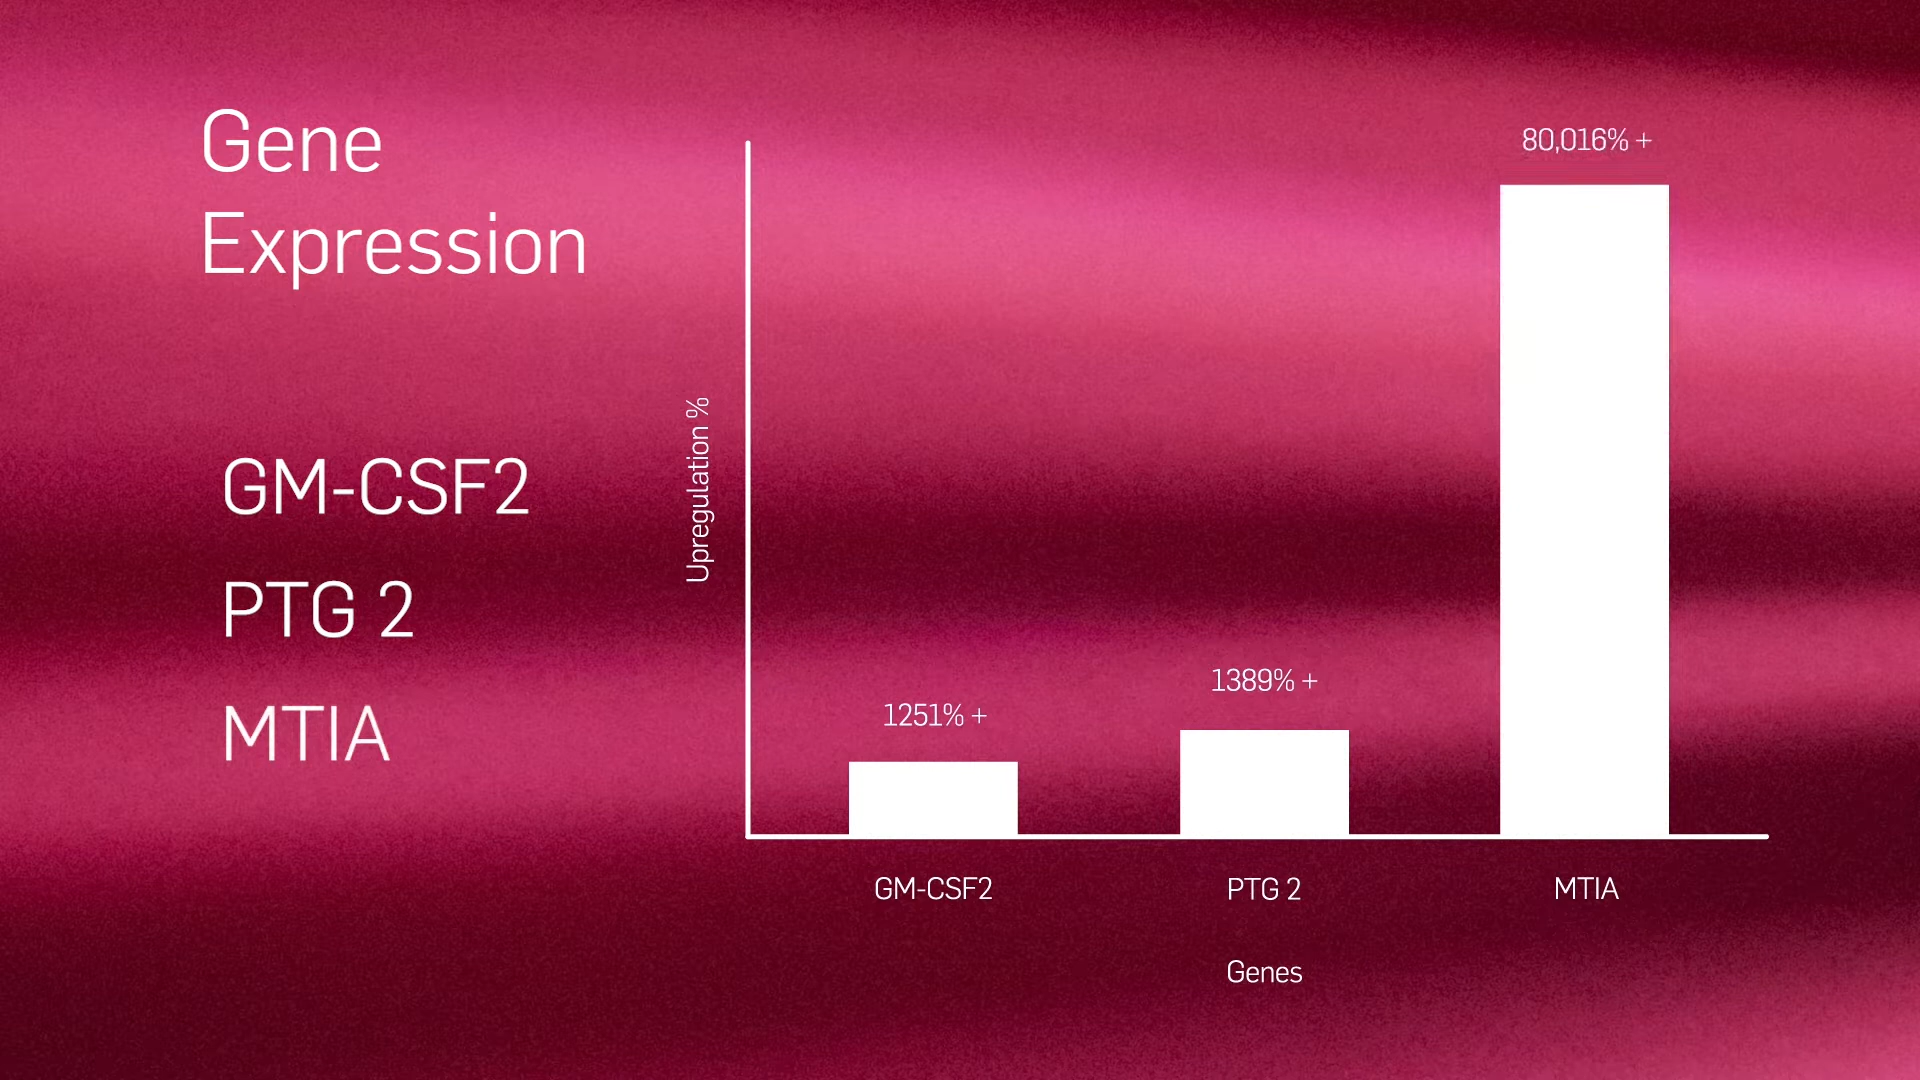 Gene
Expression
GM-CSF2
PTG 2
MTIA
Upregulation %
1251% +
1389% +
80,016% +
GM-CSF2
PTG 2
MTIA
Genes